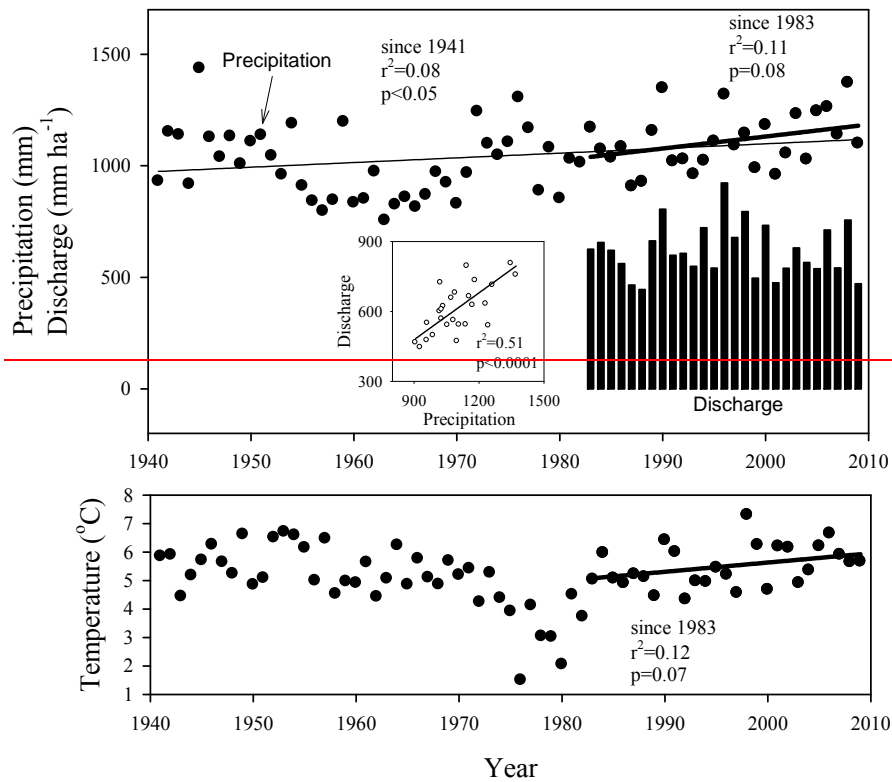 1500
1000
500
0
Precipitation (mm)
Discharge (mm ha⁻¹)
Precipitation
since 1941
r²=0.08
p<0.05
since 1983
r²=0.11
p=0.08
900
600
300
Discharge
r²=0.51
p<0.0001
900 1200 1500
Precipitation
Discharge
1940 1950 1960 1970 1980 1990 2000 2010
8
7
6
5
4
3
2
1
Temperature (°C)
since 1983
r²=0.12
p=0.07
1940 1950 1960 1970 1980 1990 2000 2010
Year